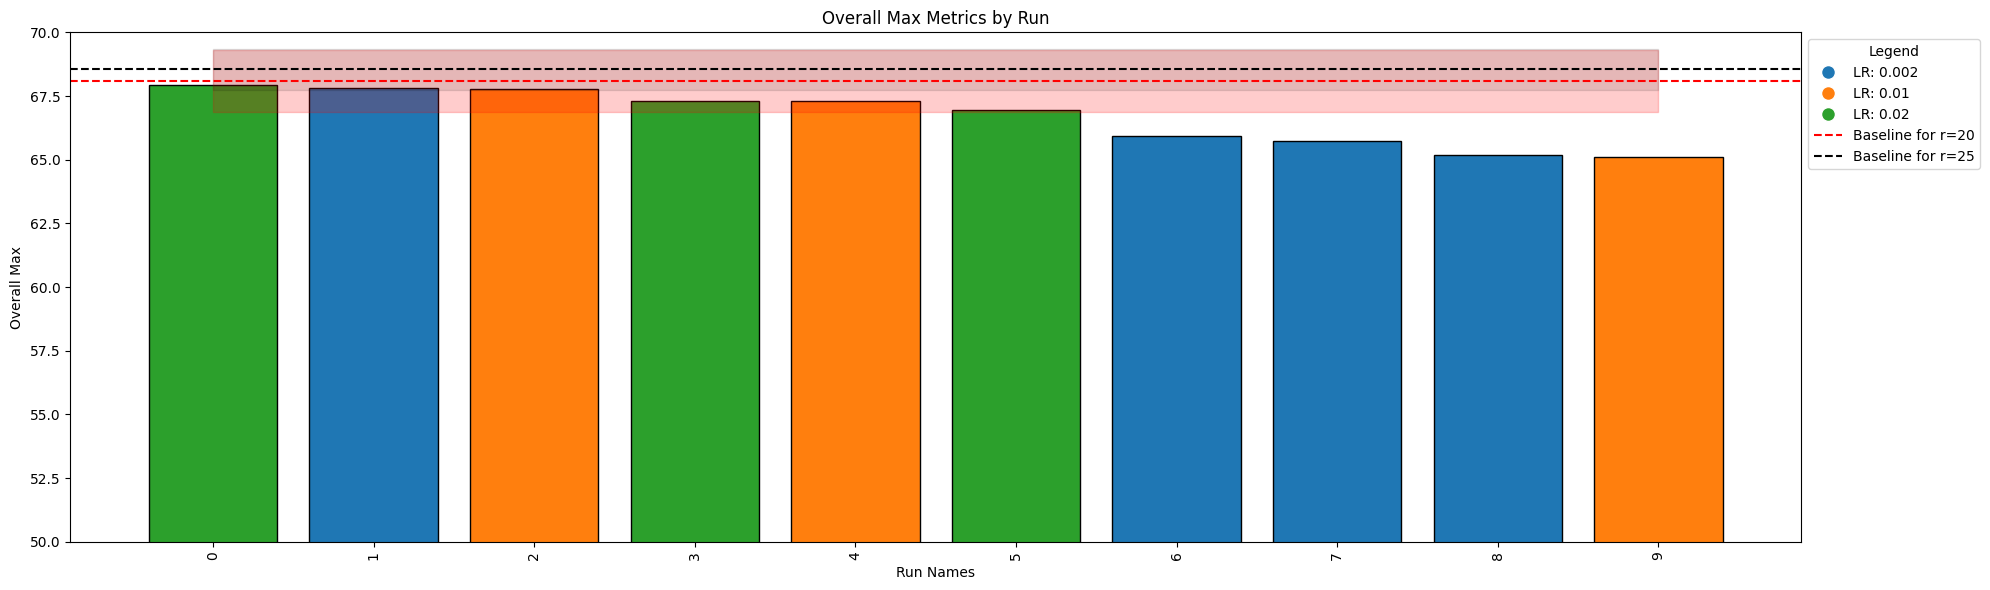 Overall Max Metrics by Run
Overall Max
70.0
67.5
65.0
62.5
60.0
57.5
55.0
52.5
50.0
0
1
2
3
4
5
6
7
8
9
Run Names
Legend
LR: 0.002
LR: 0.01
LR: 0.02
Baseline for r=20
Baseline for r=25